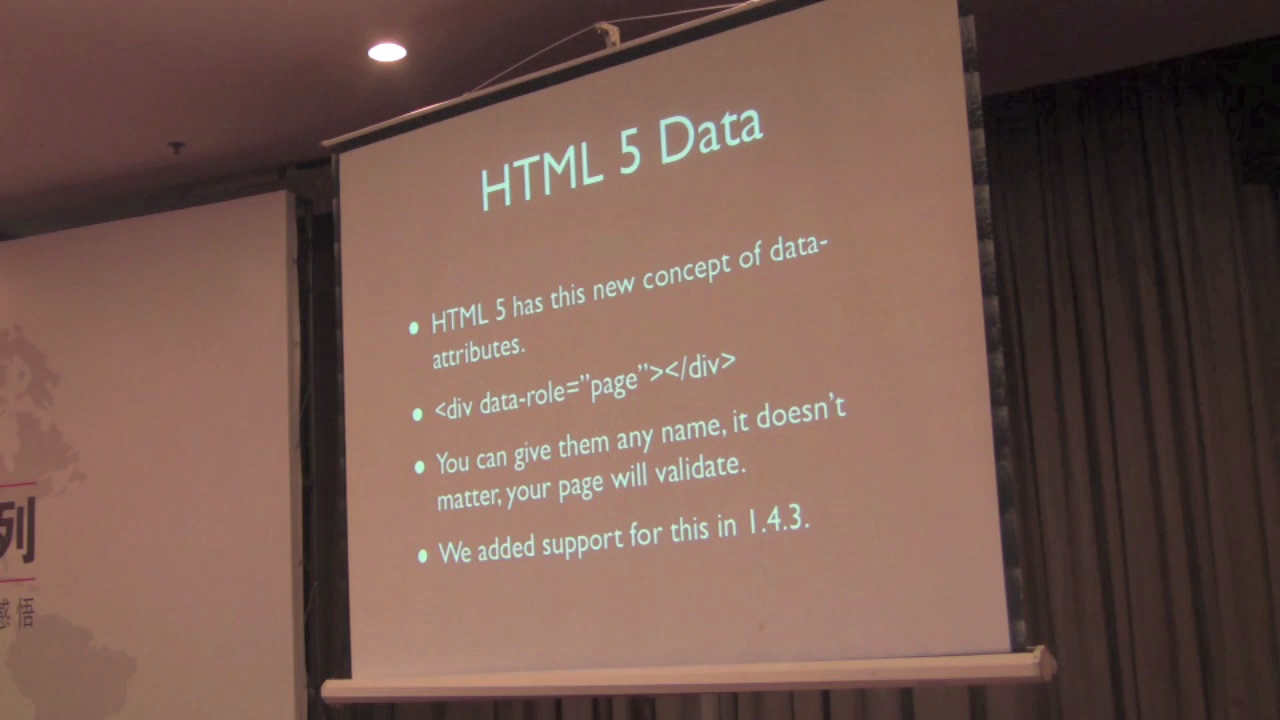 HTML 5 Data
• HTML 5 has this new concept of data-
attributes.
• <div data-role=”page”></div>
• You can give them any name, it doesn’t
matter, your page will validate.
• We added support for this in 1.4.3.
列
感悟